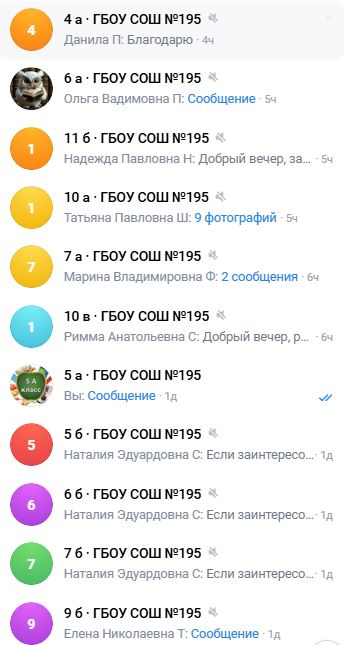 4
4 а · ГБОУ СОШ №195
Данила П: Благодарю · 4ч
6 а · ГБОУ СОШ №195
Ольга Вадимовна П: Сообщение · 5ч
1
11 б · ГБОУ СОШ №195
Надежда Павловна Н: Добрый вечер, за... · 5ч
1
10 а · ГБОУ СОШ №195
Татьяна Павловна Ш: 9 фотографий · 5ч
7
7 а · ГБОУ СОШ №195
Марина Владимировна Ф: 2 сообщения · 6ч
1
10 в · ГБОУ СОШ №195
Римма Анатольевна С: Добрый вечер, р... · 6ч
5 А
класс
5 а · ГБОУ СОШ №195
Вы: Сообщение · 1д
5
5 б · ГБОУ СОШ №195
Наталия Эдуардовна С: Если заинтересо... · 1д
6
6 б · ГБОУ СОШ №195
Наталия Эдуардовна С: Если заинтересо... · 1д
7
7 б · ГБОУ СОШ №195
Наталия Эдуардовна С: Если заинтересо... · 1д
9
9 б · ГБОУ СОШ №195
Елена Николаевна Т: Сообщение · 1д